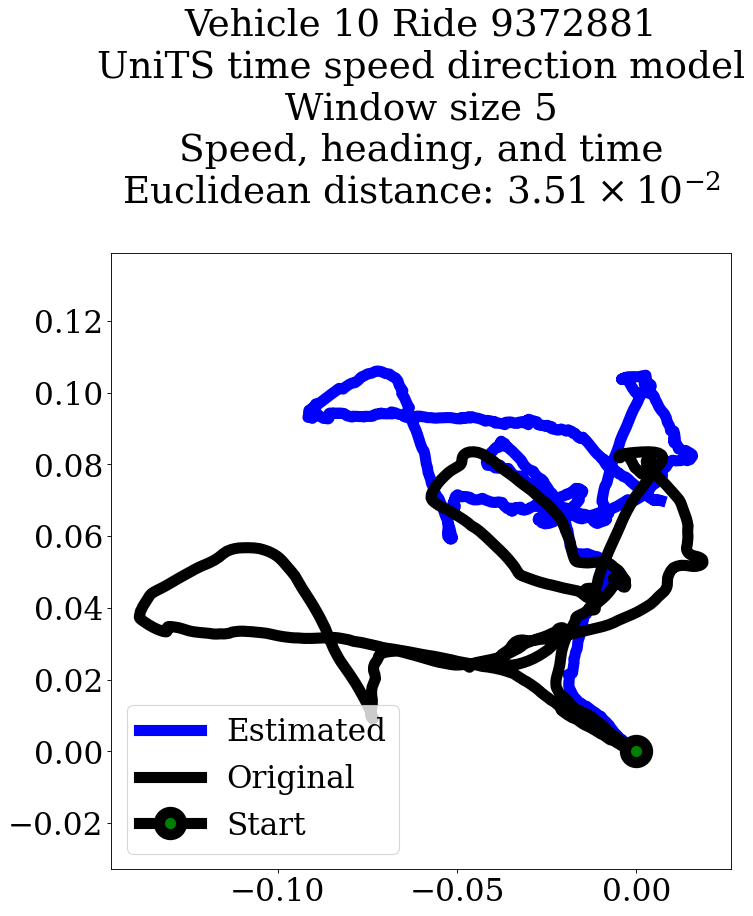 Vehicle 10 Ride 9372881
UniTS time speed direction model
Window size 5
Speed, heading, and time
Euclidean distance: 3.51 × 10⁻²
0.12
0.10
0.08
0.06
0.04
0.02
0.00
−0.02
Estimated
Original
Start
−0.10 −0.05 0.00